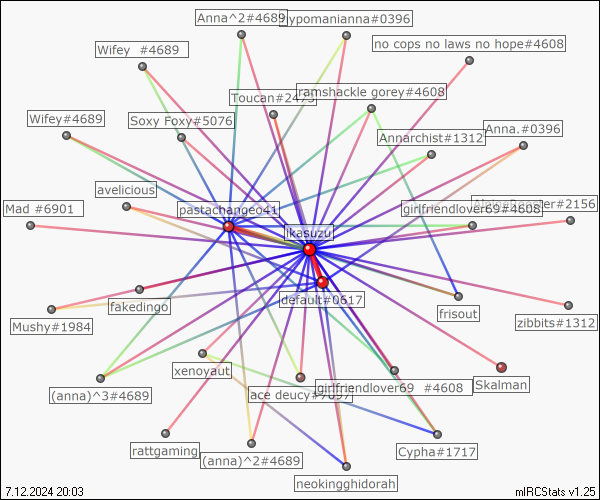 Anna^2#4689
hypomanianna#0396
Wifey  #4689
no cops no laws no hope#4608
Toucan#2473
ramshackle gorey#4608
Wifey#4689
Soxy Foxy#5076
Annarchist#1312
Anna.#0396
avelicious
Mad #6901
pastachangeo41
girlfriendlover69#4608
#2156
ikasuzu
default#0617
fakedingo
Mushy#1984
frisout
zibbits#1312
xenoyaut
(anna)^3#4689
ace deucy
girlfriendlover69  #4608
Skalman
rattgaming
(anna)^2#4689
Cypha#1717
neokingghidorah
7.12.2024 20:03
mIRCStats v1.25